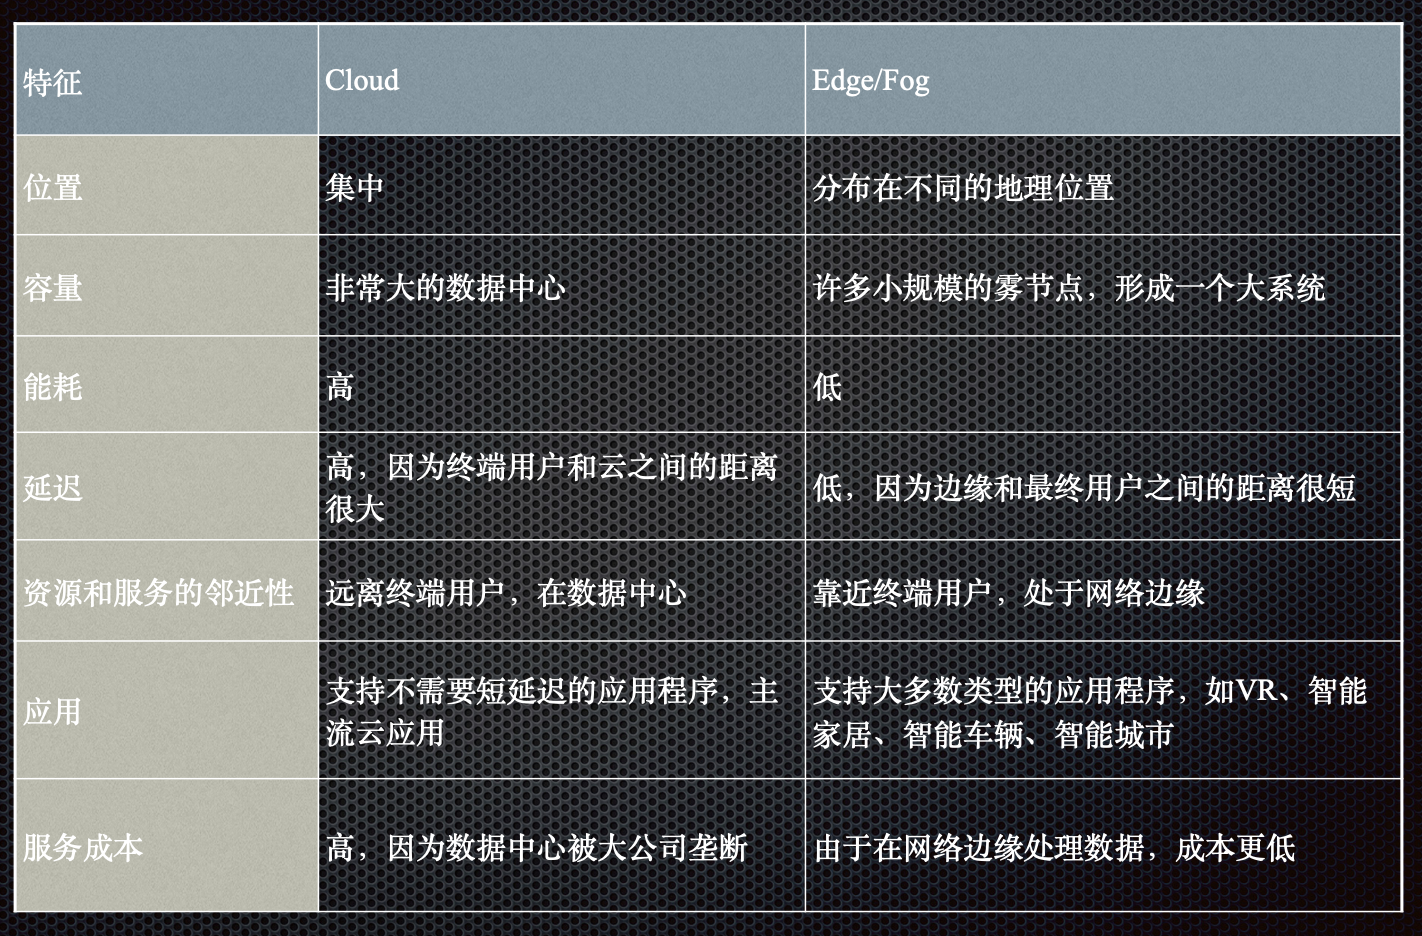 特征
Cloud
Edge/Fog
位置
集中
分布在不同的地理位置
容量
非常大的数据中心
许多小规模的雾节点，形成一个大系统
能耗
高
低
延迟
高，因为终端用户和云之间的距离
很大
低，因为边缘和最终用户之间的距离很短
资源和服务的邻近性
远离终端用户，在数据中心
靠近终端用户，处于网络边缘
应用
支持不需要短延迟的应用程序，主
流云应用
支持大多数类型的应用程序，如VR、智能
家居、智能车辆、智能城市
服务成本
高，因为数据中心被大公司垄断
由于在网络边缘处理数据，成本更低